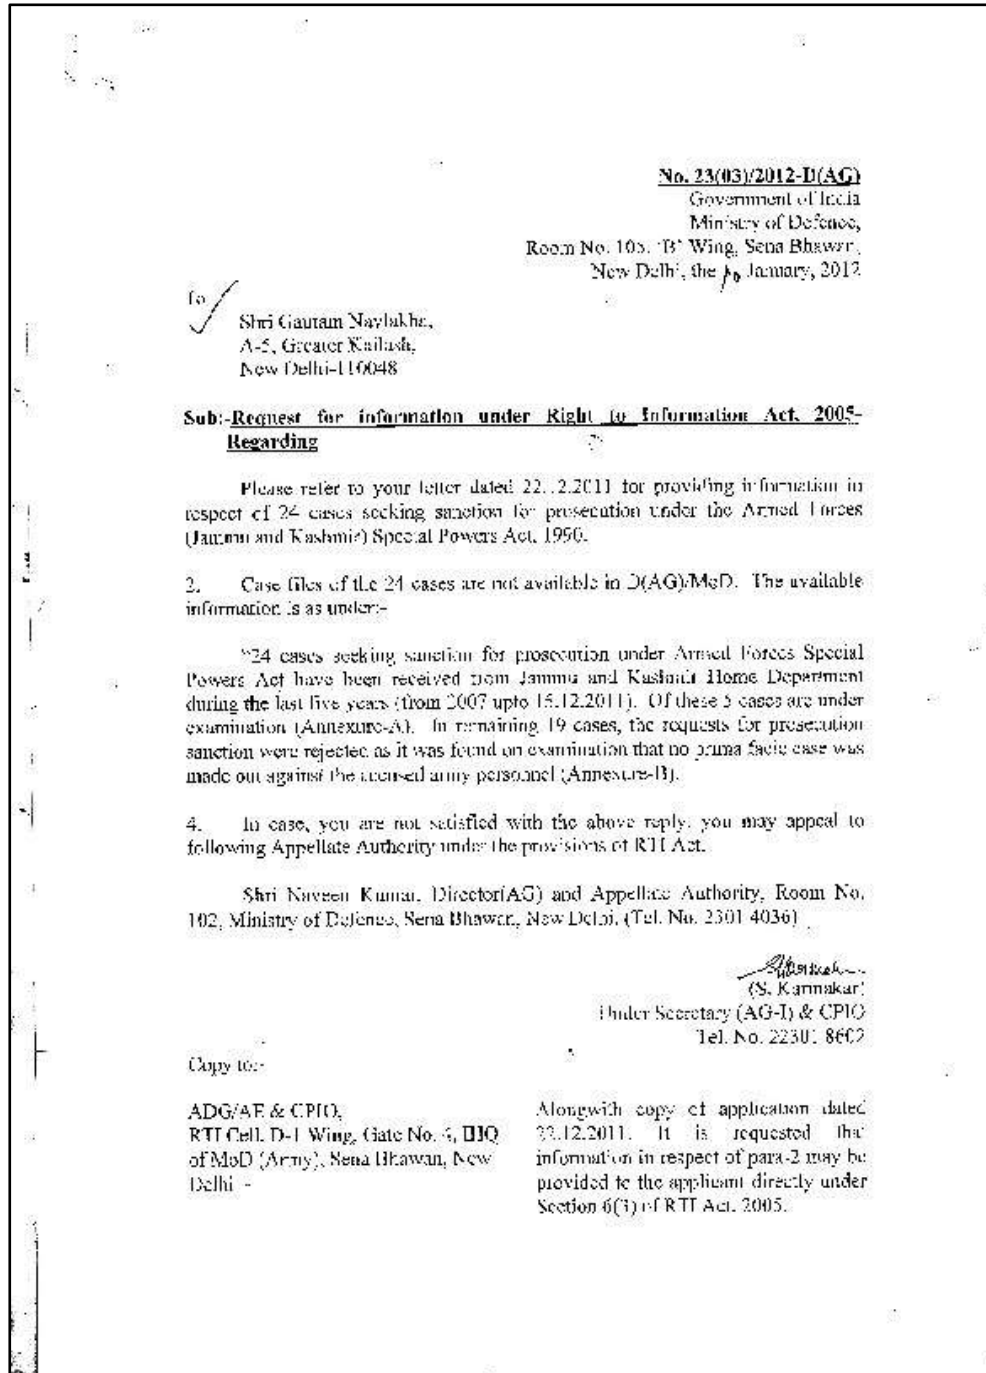 No. 23(03)/2012-D(AG)
Government of India
Ministry of Defence,
Room No. 105, 'B' Wing, Sena Bhawan,
New Delhi, the 10 January, 2012
To
Shri Gautam Navlakha,
A-5, Greater Kailash,
New Delhi-110048
Sub:-Request for information under Right to Information Act, 2005-
Regarding
Please refer to your letter dated 22.12.2011 for providing information in
respect of 24 cases seeking sanction for prosecution under the Armed Forces
(Jammu and Kashmir) Special Powers Act, 1990.
2. Case files of the 24 cases are not available in D(AG)/MoD. The available
information is as under:-
"24 cases seeking sanction for prosecution under Armed Forces Special
Powers Act have been received from Jammu and Kashmir Home Department
during the last five years (from 2007 upto 15.12.2011). Of these 5 cases are under
examination (Annexure-A). In remaining 19 cases, the requests for prosecution
sanction were rejected as it was found on examination that no prima facie case was
made out against the accused army personnel (Annexure-B).
4. In case, you are not satisfied with the above reply, you may appeal to
following Appellate Authority under the provisions of RTI Act.
Shri Naveen Kumar, Director(AG) and Appellate Authority, Room No.
102, Ministry of Defence, Sena Bhawan, New Delhi. (Tel. No. 2301 4036)
(S. Karmakar)
Under Secretary (AG-I) & CPIO
Tel. No. 22301 8602
Copy to:-
ADG/AE & CPIO,
RTI Cell, D-1 Wing, Gate No. IHQ
of MoD (Army), Sena Bhawan, New
Delhi -
Alongwith copy of application dated
22.12.2011. It is requested that
information in respect of para-2 may be
provided to the applicant directly under
Section 6(3) of RTI Act, 2005.